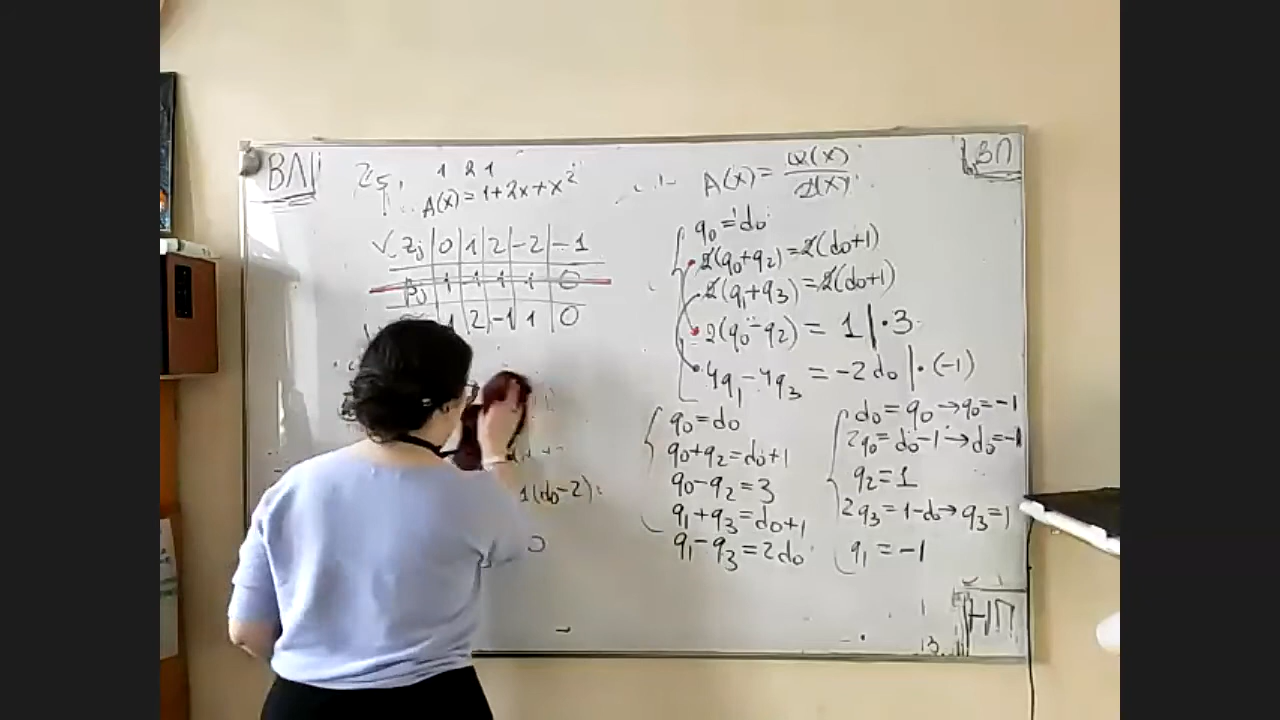 ВЛ
Z₅,
1 2 1
A(x)=1+2x+x²
√ zⱼ | 0 | 1 | 2 | -2 | -1
pⱼ
1 | 2 | -1 | 1 | 0
1(d₀-2):
A(x)= Q(x)/d(x)
q₀=d₀
2(q₀+q₂)=2(d₀+1)
2(q₁+q₃)=2(d₀+1)
2(q₀-q₂)= 1|·3
4q₁-4q₃=-2d₀|·(-1)
q₀=d₀
q₀+q₂=d₀+1
q₀-q₂=3
q₁+q₃=d₀+1
q₁-q₃=2d₀
d₀=q₀→q₀=-1
2q₀=d₀-1→d₀=-1
q₂=1
2q₃=1-d₀→q₃=1
q₁=-1
ВП
НП